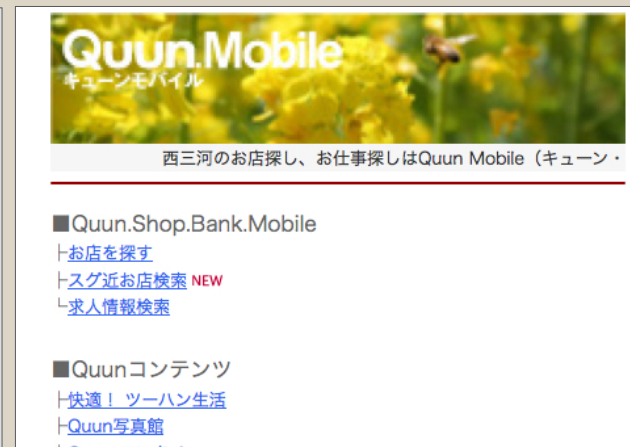 Quun.Mobile
キューンモバイル
西三河のお店探し、お仕事探しはQuun Mobile（キューン・
■Quun.Shop.Bank.Mobile
├お店を探す
├スグ近お店検索 NEW
└求人情報検索
■Quunコンテンツ
├快適！ ツーハン生活
├Quun写真館